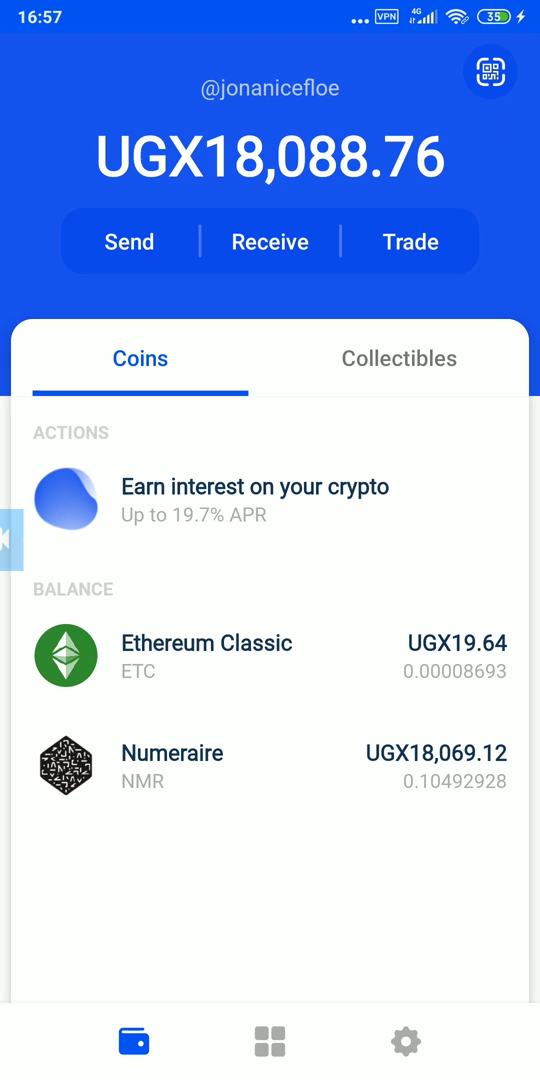 16:57
VPN
4G
35
@jonanicefloe
UGX18,088.76
Send
Receive
Trade
Coins
Collectibles
ACTIONS
Earn interest on your crypto
Up to 19.7% APR
BALANCE
Ethereum Classic
UGX19.64
ETC
0.00008693
Numeraire
UGX18,069.12
NMR
0.10492928